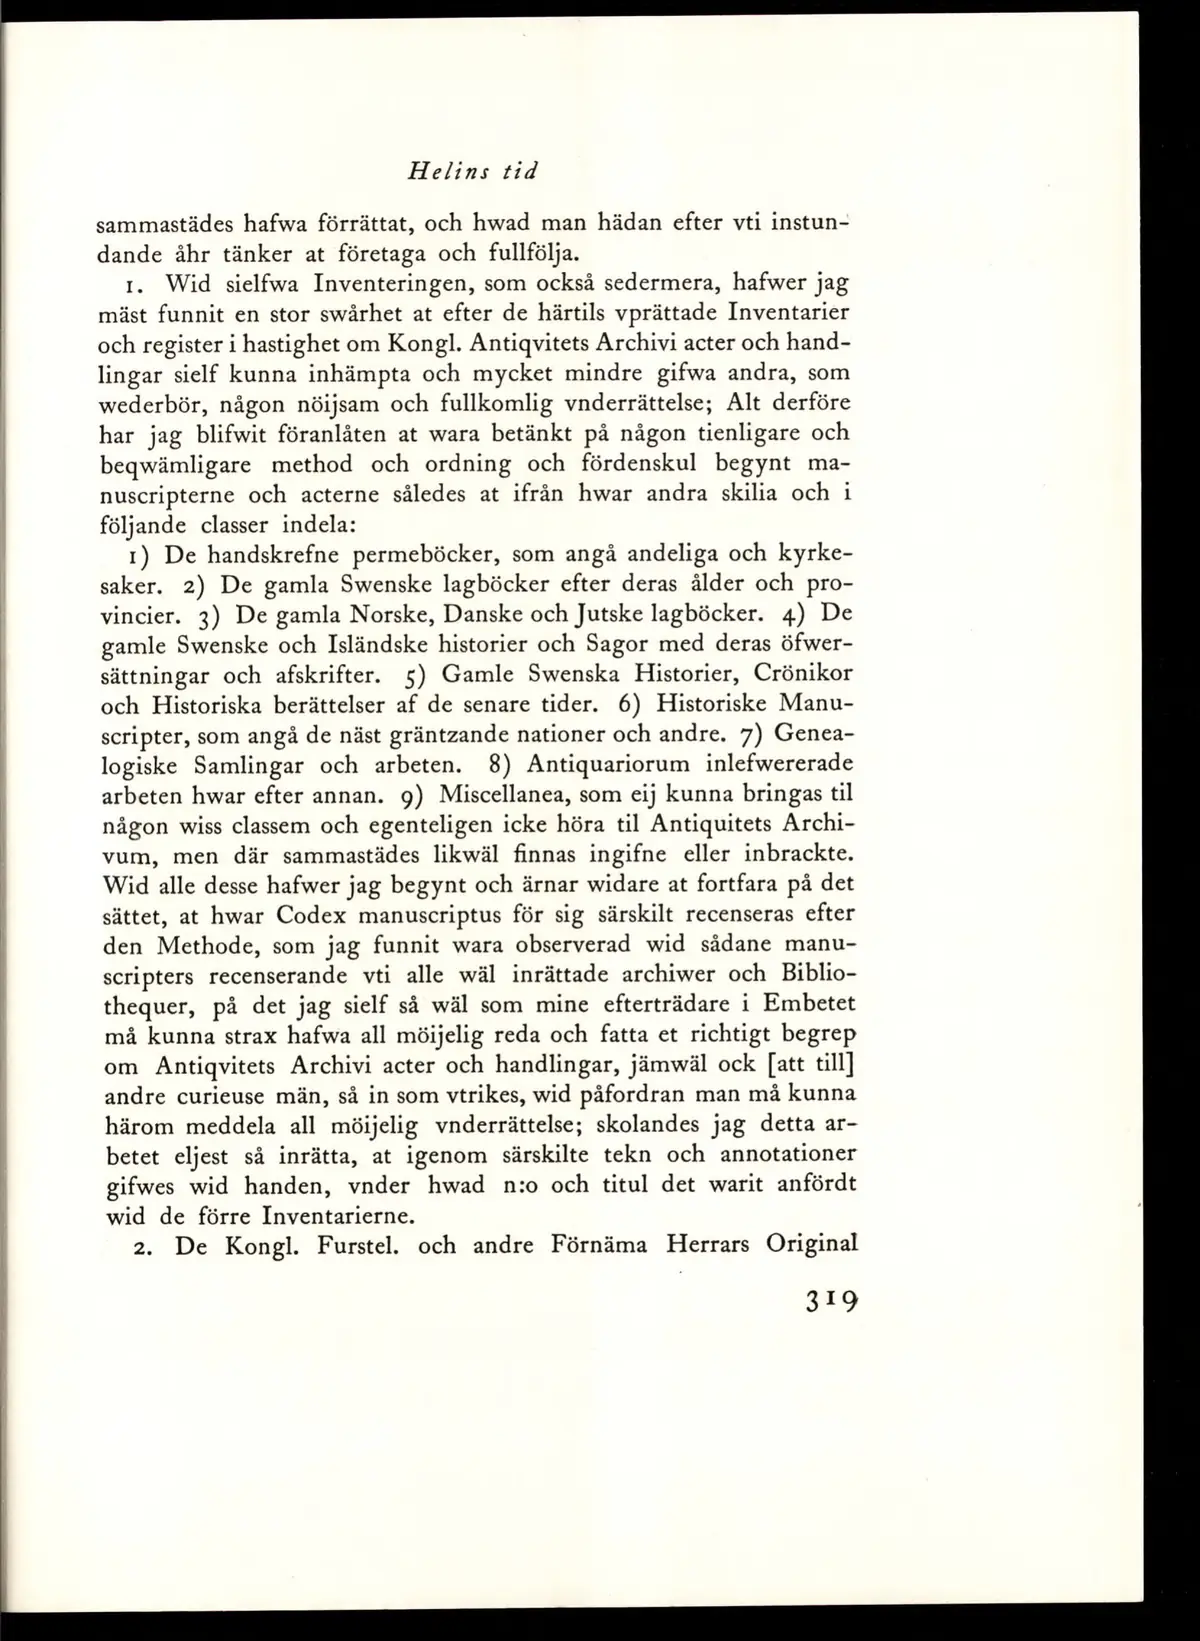 Helins tid
sammastädes hafwa förrättat, och hwad man hädan efter vti instun-
dande åhr tänker at företaga och fullfölja.
1. Wid sielfwa Inventeringen, som också sedermera, hafwer jag
mäst funnit en stor swårhet at efter de härtils vprättade Inventarier
och register i hastighet om Kongl. Antiqvitets Archivi acter och hand-
lingar sielf kunna inhämpta och mycket mindre gifwa andra, som
wederbör, någon nöijsam och fullkomlig vnderrättelse; Alt derföre
har jag blifwit föranlåten at wara betänkt på någon tienligare och
beqwämligare method och ordning och fördenskul begynt ma-
nuscripterne och acterne således at ifrån hwar andra skilia och i
följande classer indela:
1) De handskrefne permeböcker, som angå andeliga och kyrke-
saker. 2) De gamla Swenske lagböcker efter deras ålder och pro-
vincier. 3) De gamla Norske, Danske och Jutske lagböcker. 4) De
gamle Swenske och Isländske historier och Sagor med deras öfwer-
sättningar och afskrifter. 5) Gamle Swenska Historier, Crönikor
och Historiska berättelser af de senare tider. 6) Historiske Manu-
scripter, som angå de näst gräntzande nationer och andre. 7) Genea-
logiske Samlingar och arbeten. 8) Antiquariorum inlefwererade
arbeten hwar efter annan. 9) Miscellanea, som eij kunna bringas til
någon wiss classem och egenteligen icke höra til Antiquitets Archi-
vum, men där sammastädes likwäl finnas ingifne eller inbrackte.
Wid alle desse hafwer jag begynt och ärnar widare at fortfara på det
sättet, at hwar Codex manuscriptus för sig särskilt recenseras efter
den Methode, som jag funnit wara observerad wid sådane manu-
scripters recenserande vti alle wäl inrättade archiwer och Biblio-
thequer, på det jag sielf så wäl som mine efterträdare i Embetet
må kunna strax hafwa all möijelig reda och fatta et richtigt begrep
om Antiqvitets Archivi acter och handlingar, jämwäl ock [att till]
andre curieuse män, så in som vtrikes, wid påfordran man må kunna
härom meddela all möijelig vnderrättelse; skolandes jag detta ar-
betet eljest så inrätta, at igenom särskilte tekn och annotationer
gifwes wid handen, vnder hwad n:o och titul det warit anfördt
wid de förre Inventarierne.
2. De Kongl. Furstel. och andre Förnäma Herrars Original
319